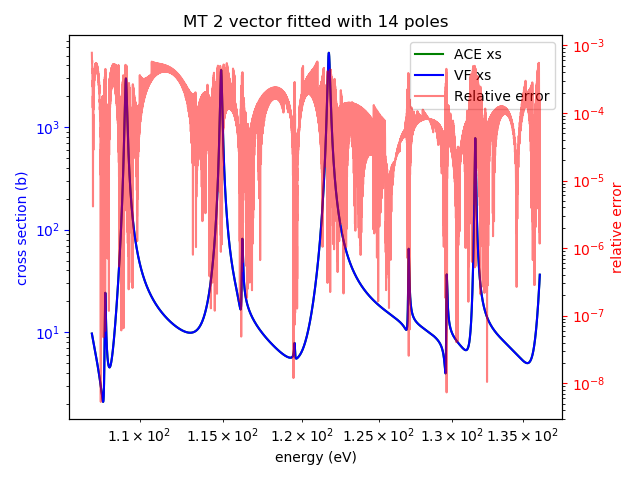 MT 2 vector fitted with 14 poles
ACE xs
VF xs
Relative error
cross section (b)
10³
10²
10¹
relative error
10⁻³
10⁻⁴
10⁻⁵
10⁻⁶
10⁻⁷
10⁻⁸
1.1 × 10² 1.15 × 10² 1.2 × 10² 1.25 × 10² 1.3 × 10² 1.35 × 10²
energy (eV)